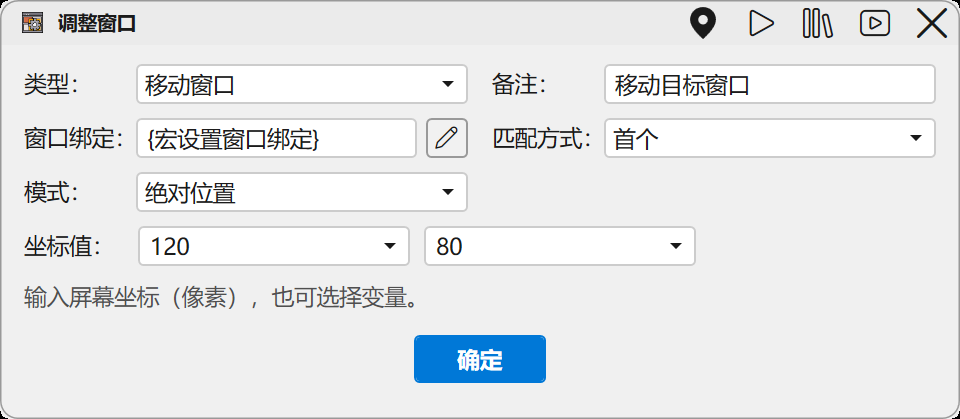 调整窗口
类型： 移动窗口 备注： 移动目标窗口
窗口绑定： {宏设置窗口绑定} 匹配方式： 首个
模式： 绝对位置
坐标值： 120 80
输入屏幕坐标（像素），也可选择变量。
确定